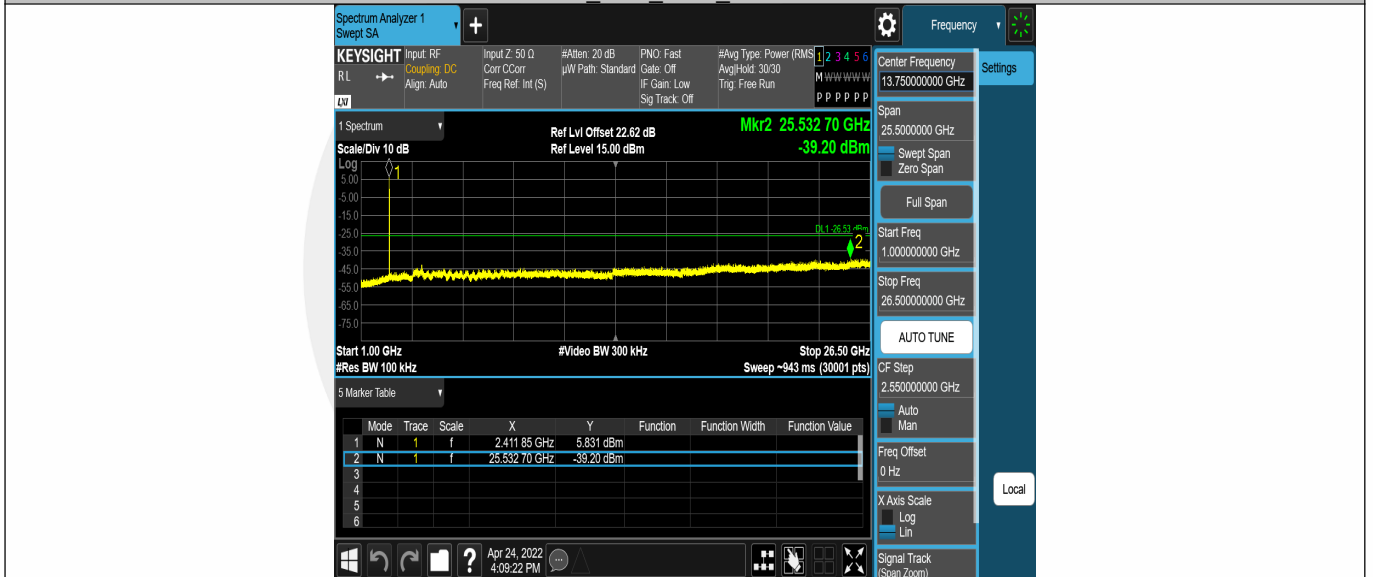 Spectrum Analyzer 1
Swept SA
+
Frequency
KEYSIGHT
R L
LXI
Input: RF
Coupling: DC
Align: Auto
Input Z: 50 Ω
Corr CCorr
Freq Ref: Int (S)
#Atten: 20 dB
µW Path: Standard
PNO: Fast
Gate: Off
IF Gain: Low
Sig Track: Off
#Avg Type: Power (RMS
Avg|Hold: 30/30
Trig: Free Run
1 2 3 4 5 6
M W W W W W
P P P P P P
1 Spectrum
Scale/Div 10 dB
Ref Lvl Offset 22.62 dB
Ref Level 15.00 dBm
Mkr2 25.532 70 GHz
-39.20 dBm
Log
1
5.00
-5.00
-15.0
-25.0
DL1 -26.53 dBm
2
-35.0
-45.0
-55.0
-65.0
-75.0
Start 1.00 GHz
#Video BW 300 kHz
Stop 26.50 GHz
#Res BW 100 kHz
Sweep ~943 ms (30001 pts)
5 Marker Table
Mode Trace Scale X Y Function Function Width Function Value
1 N 1 f 2.411 85 GHz 5.831 dBm
2 N 1 f 25.532 70 GHz -39.20 dBm
3
4
5
6
?
Apr 24, 2022
4:09:22 PM
Center Frequency
13.750000000 GHz
Settings
Span
25.5000000 GHz
Swept Span
Zero Span
Full Span
Start Freq
1.000000000 GHz
Stop Freq
26.500000000 GHz
AUTO TUNE
CF Step
2.550000000 GHz
Auto
Man
Freq Offset
0 Hz
X Axis Scale
Log
Lin
Local
Signal Track
(Span Zoom)